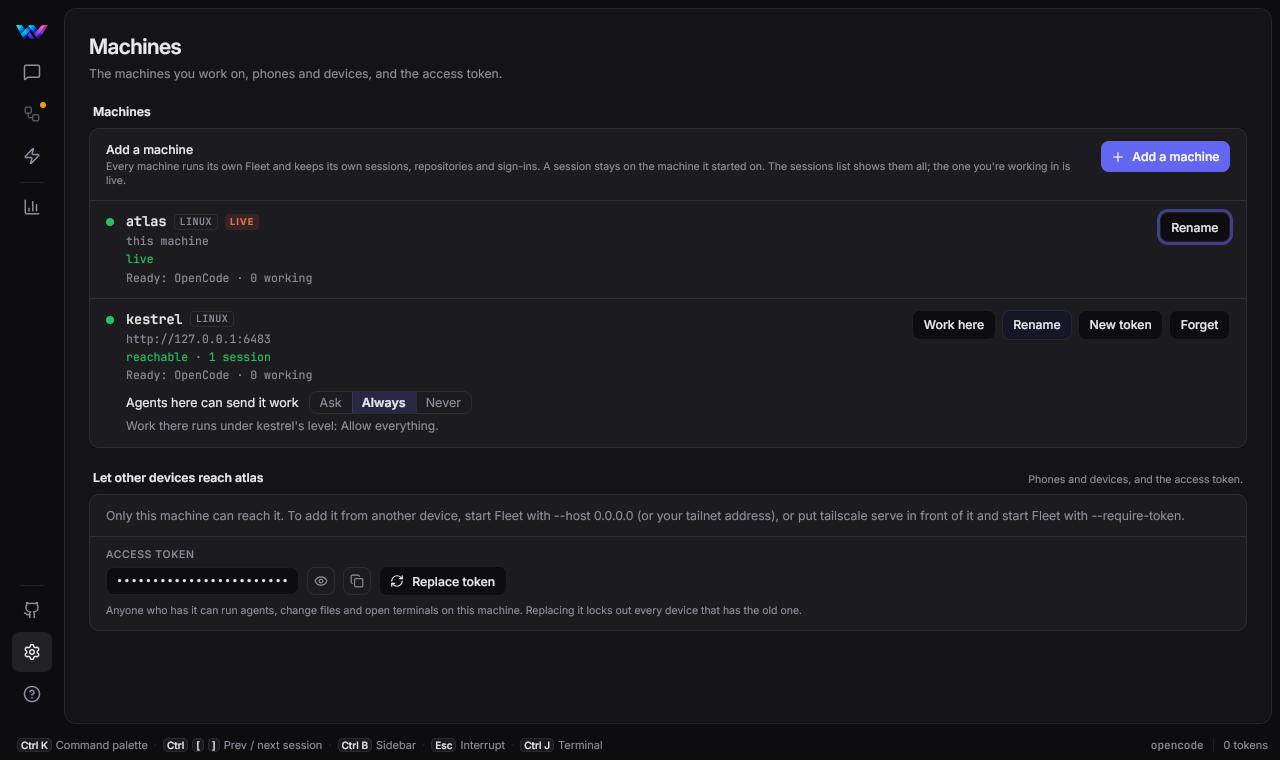 Machines
The machines you work on, phones and devices, and the access token.
Machines
Add a machine
Every machine runs its own Fleet and keeps its own sessions, repositories and sign-ins. A session stays on the machine it started on. The sessions list shows them all; the one you're working in is
live.
Add a machine
atlas LINUX LIVE
this machine
live
Ready: OpenCode · 0 working
Rename
kestrel LINUX
http://127.0.0.1:6483
reachable · 1 session
Ready: OpenCode · 0 working
Work here Rename New token Forget
Agents here can send it work Ask Always Never
Work there runs under kestrel's level: Allow everything.
Let other devices reach atlas
Phones and devices, and the access token.
Only this machine can reach it. To add it from another device, start Fleet with --host 0.0.0.0 (or your tailnet address), or put tailscale serve in front of it and start Fleet with --require-token.
ACCESS TOKEN
••••••••••••••••••••••••
Replace token
Anyone who has it can run agents, change files and open terminals on this machine. Replacing it locks out every device that has the old one.
Ctrl K Command palette · Ctrl [ ] Prev / next session · Ctrl B Sidebar · Esc Interrupt · Ctrl J Terminal
opencode 0 tokens